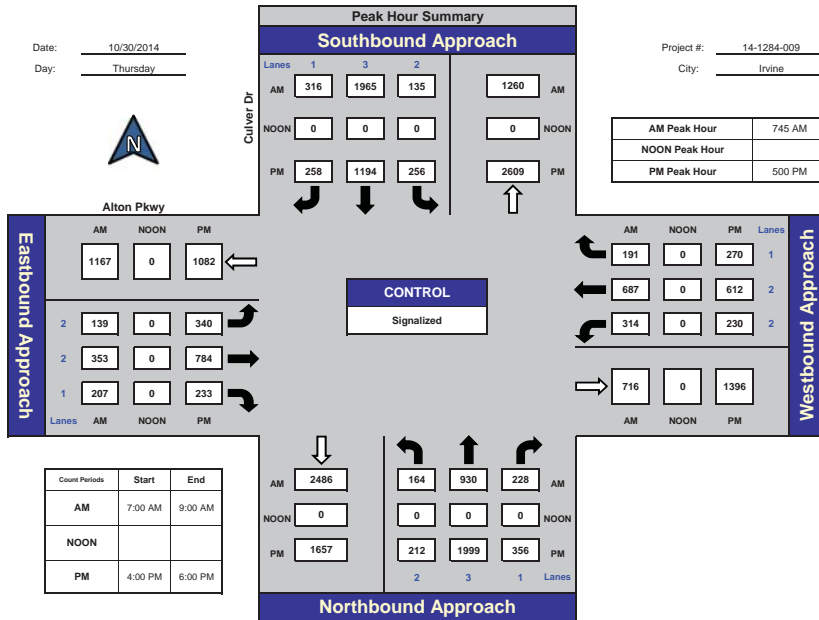 Peak Hour Summary
Southbound Approach
Date: 10/30/2014
Day: Thursday
Project #: 14-1284-009
City: Irvine
N
Culver Dr
Lanes 1 3 2
AM 316 1965 135 1260 AM
NOON 0 0 0 0 NOON
PM 258 1194 256 2609 PM
AM Peak Hour 745 AM
NOON Peak Hour
PM Peak Hour 500 PM
Alton Pkwy
Eastbound Approach
AM NOON PM
1167 0 1082
2 139 0 340
2 353 0 784
1 207 0 233
Lanes AM NOON PM
CONTROL
Signalized
AM NOON PM Lanes
191 0 270 1
687 0 612 2
314 0 230 2
716 0 1396
AM NOON PM
Westbound Approach
Count Periods Start End
AM 7:00 AM 9:00 AM
NOON
PM 4:00 PM 6:00 PM
AM 2486 164 930 228 AM
NOON 0 0 0 0 NOON
PM 1657 212 1999 356 PM
2 3 1 Lanes
Northbound Approach